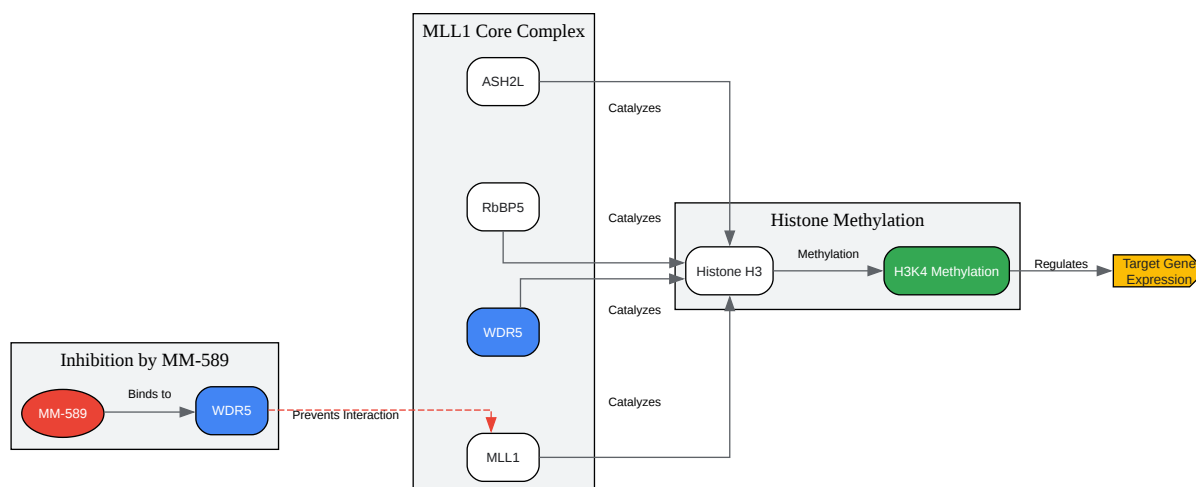 MLL1 Core Complex
ASH2L
Catalyzes
RbBP5
Catalyzes
Histone Methylation
Histone H3
Methylation
H3K4 Methylation
Regulates
Target Gene
Expression
WDR5
Catalyzes
Inhibition by MM-589
MM-589
Binds to
WDR5
Prevents Interaction
Catalyzes
MLL1